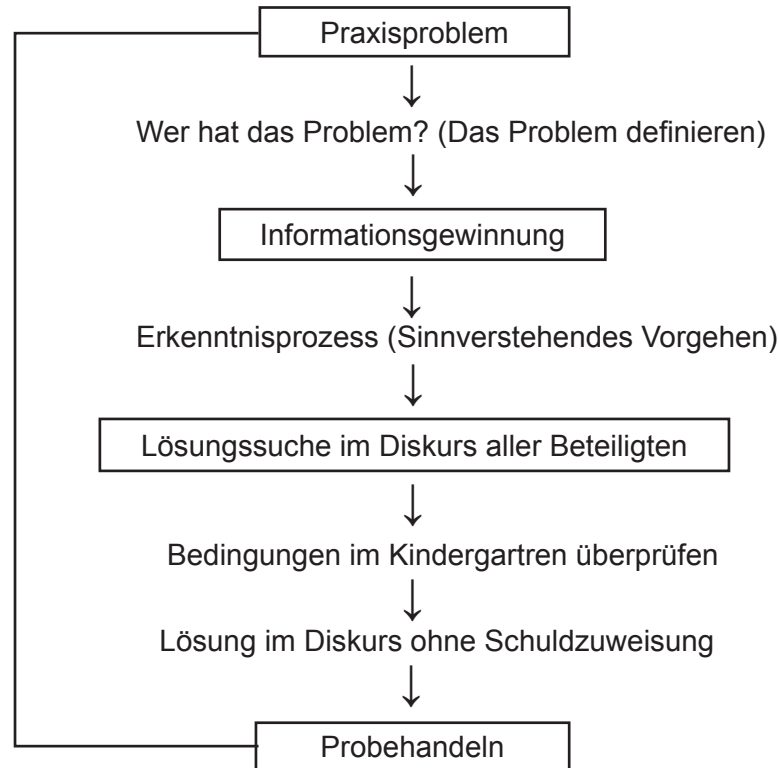 Praxisproblem
Wer hat das Problem? (Das Problem definieren)
Informationsgewinnung
Erkenntnisprozess (Sinnverstehendes Vorgehen)
Lösungssuche im Diskurs aller Beteiligten
Bedingungen im Kindergartren überprüfen
Lösung im Diskurs ohne Schuldzuweisung
Probehandeln